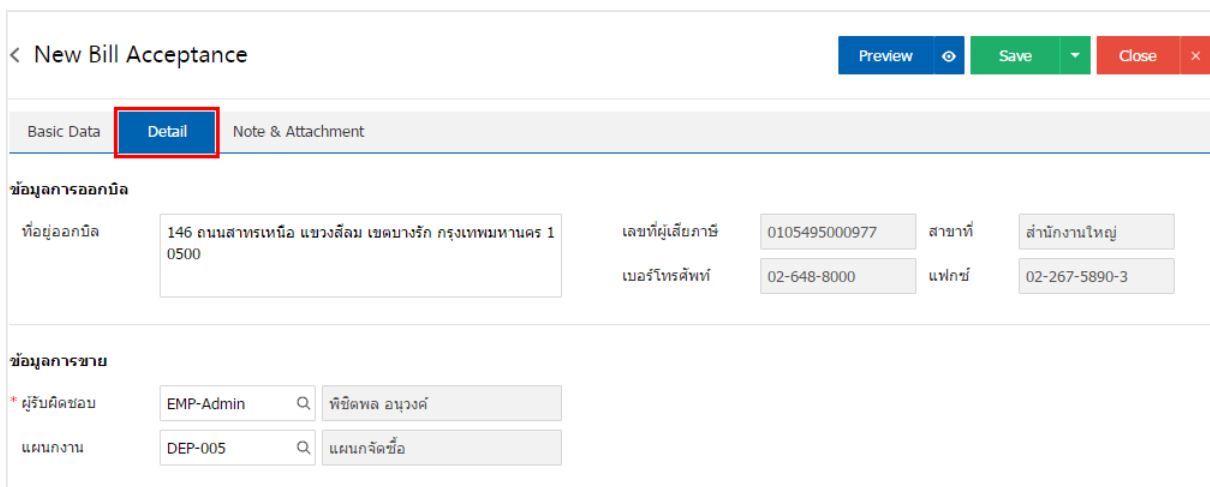 < New Bill Acceptance
Preview
Save
Close ×
Basic Data
Detail
Note & Attachment
ข้อมูลการออกบิล
ที่อยู่ออกบิล
146 ถนนสาทรเหนือ แขวงสีลม เขตบางรัก กรุงเทพมหานคร 1
0500
เลขที่ผู้เสียภาษี
0105495000977
สาขาที่
สำนักงานใหญ่
เบอร์โทรศัพท์
02-648-8000
แฟกซ์
02-267-5890-3
ข้อมูลการขาย
* ผู้รับผิดชอบ
EMP-Admin
พิชิตพล อนุวงค์
แผนกงาน
DEP-005
แผนกจัดซื้อ